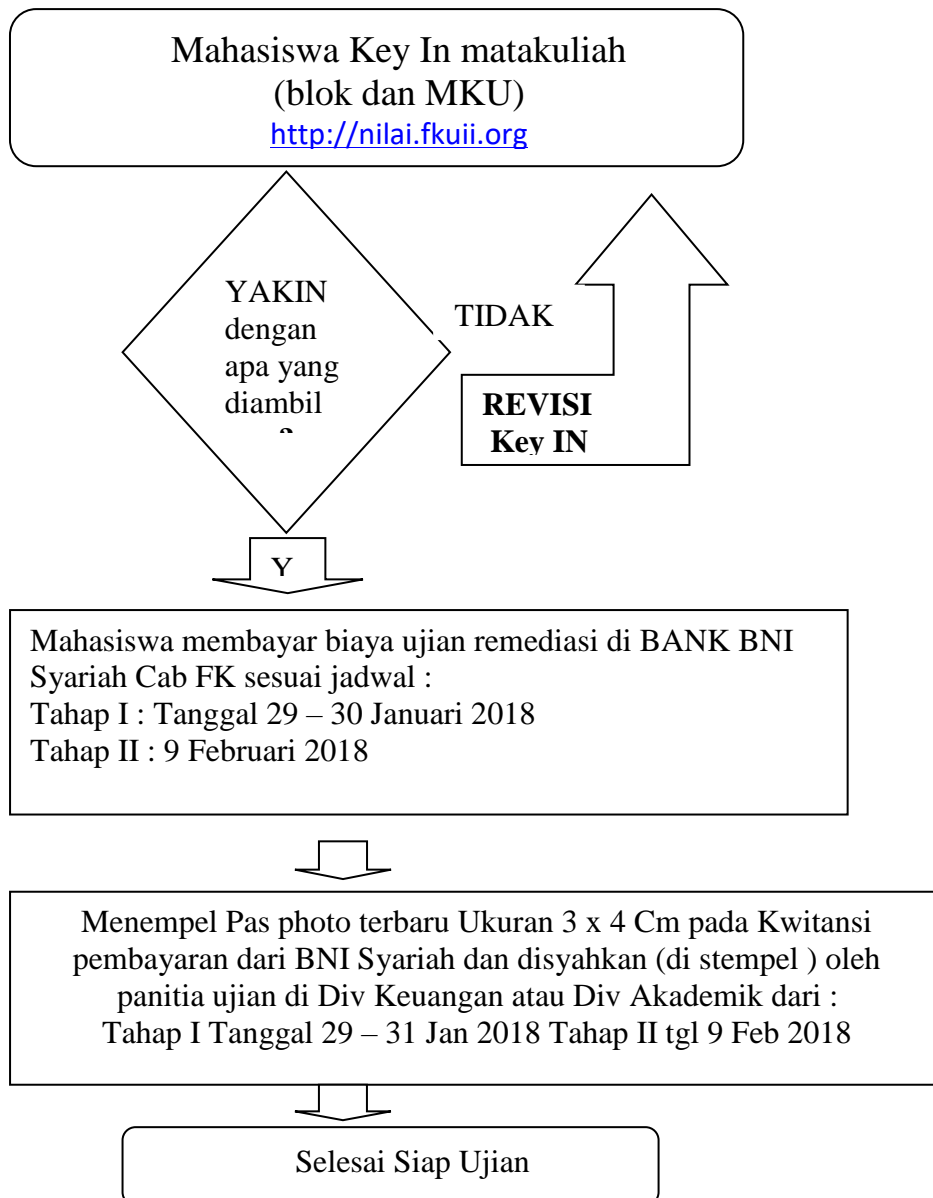 Mahasiswa Key In matakuliah
(blok dan MKU)
http://nilai.fkuii.org
YAKIN
dengan
apa yang
diambil
TIDAK
REVISI
Key IN
Y
Mahasiswa membayar biaya ujian remediasi di BANK BNI
Syariah Cab FK sesuai jadwal :
Tahap I : Tanggal 29 – 30 Januari 2018
Tahap II : 9 Februari 2018
Menempel Pas photo terbaru Ukuran 3 x 4 Cm pada Kwitansi
pembayaran dari BNI Syariah dan disyahkan (di stempel ) oleh
panitia ujian di Div Keuangan atau Div Akademik dari :
Tahap I Tanggal 29 – 31 Jan 2018 Tahap II tgl 9 Feb 2018
Selesai Siap Ujian